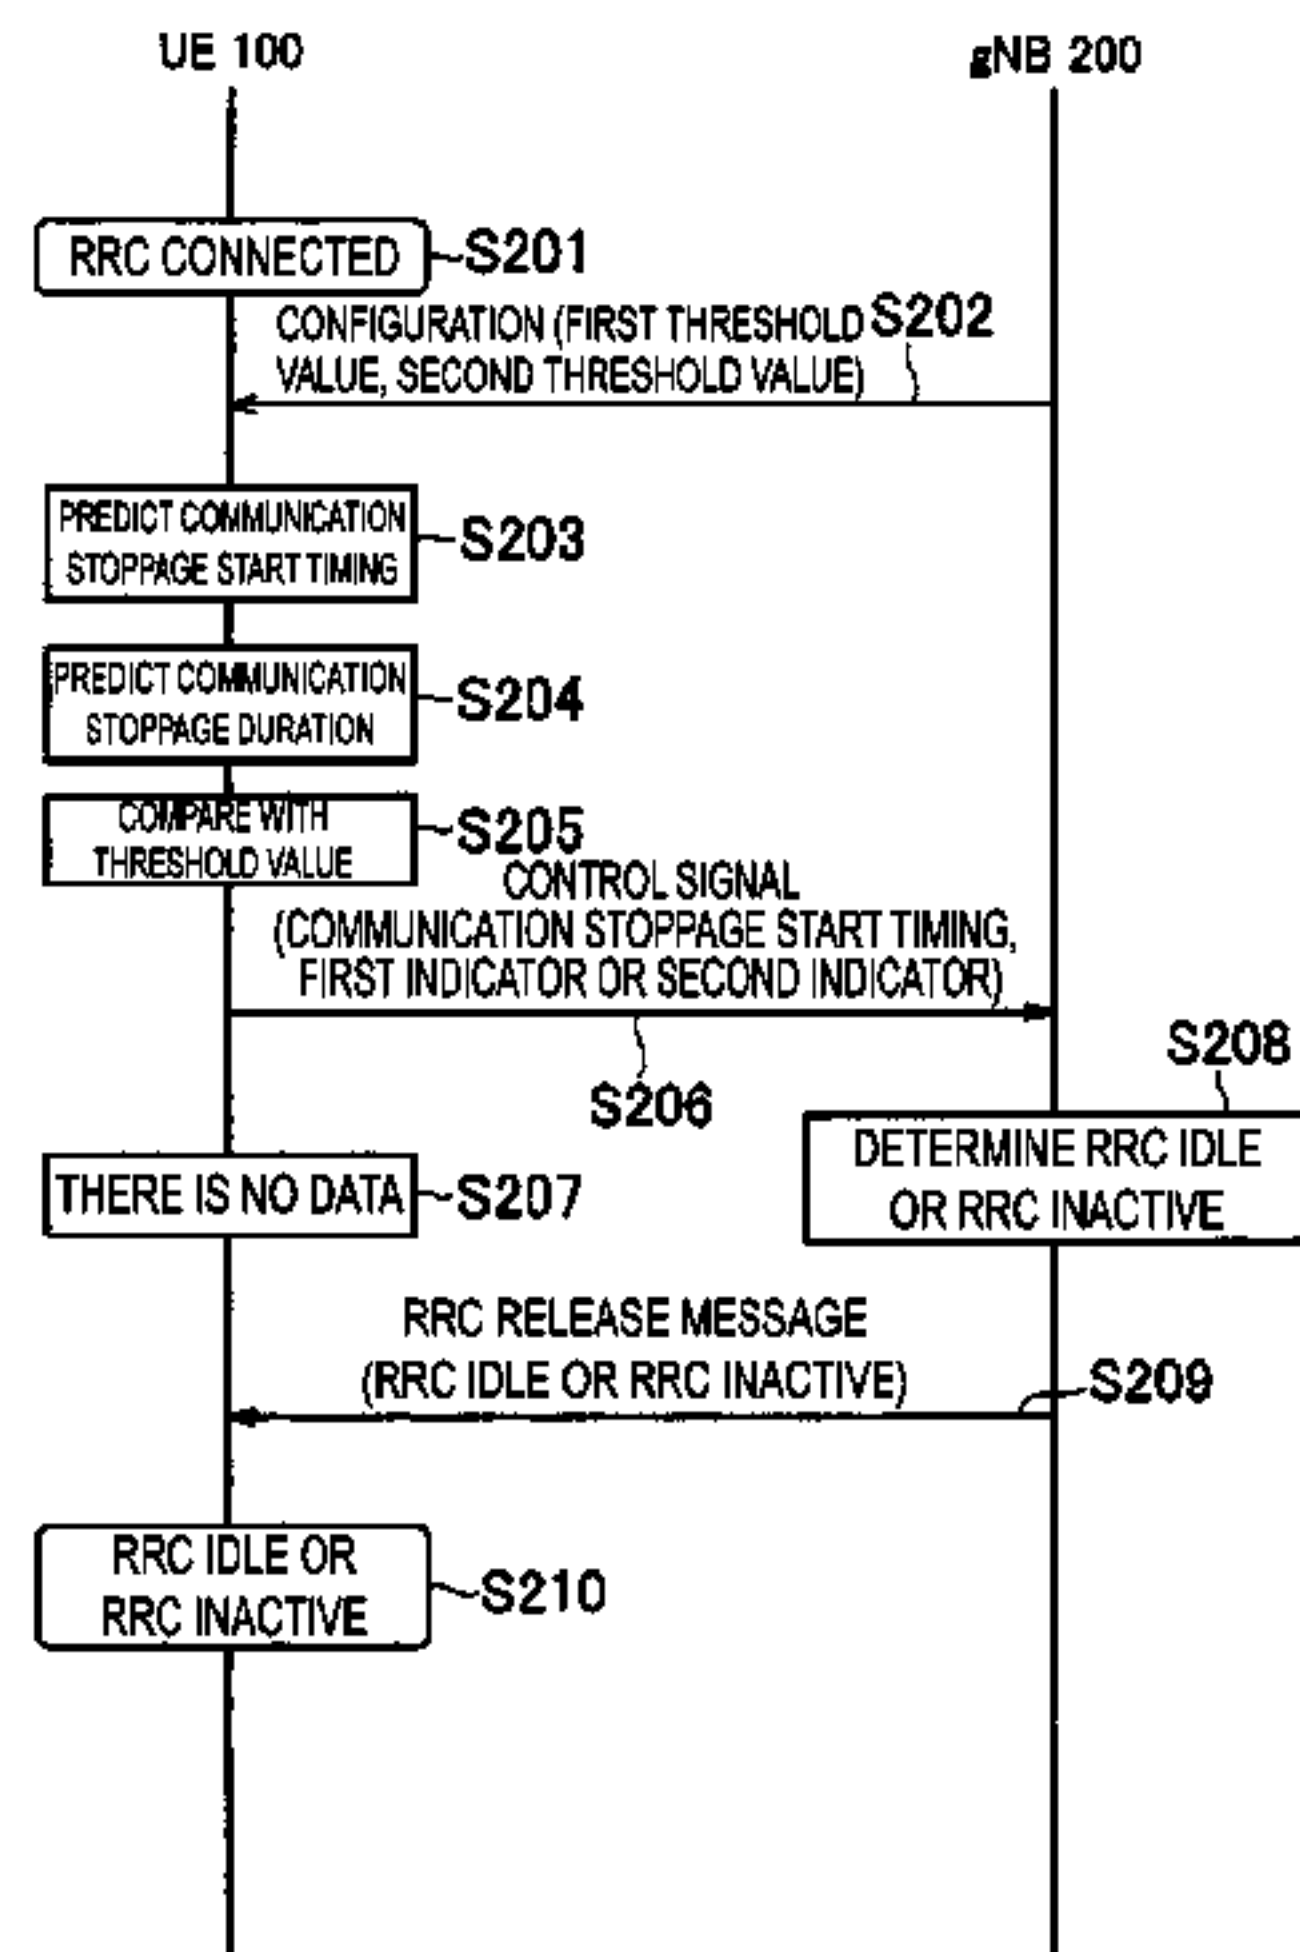 UE 100
gNB 200
RRC CONNECTED
S201
CONFIGURATION (FIRST THRESHOLD
VALUE, SECOND THRESHOLD VALUE)
S202
PREDICT COMMUNICATION
STOPPAGE START TIMING
S203
PREDICT COMMUNICATION
STOPPAGE DURATION
S204
COMPARE WITH
THRESHOLD VALUE
S205
CONTROL SIGNAL
(COMMUNICATION STOPPAGE START TIMING,
FIRST INDICATOR OR SECOND INDICATOR)
S206
S208
DETERMINE RRC IDLE
OR RRC INACTIVE
THERE IS NO DATA
S207
RRC RELEASE MESSAGE
(RRC IDLE OR RRC INACTIVE)
S209
RRC IDLE OR
RRC INACTIVE
S210